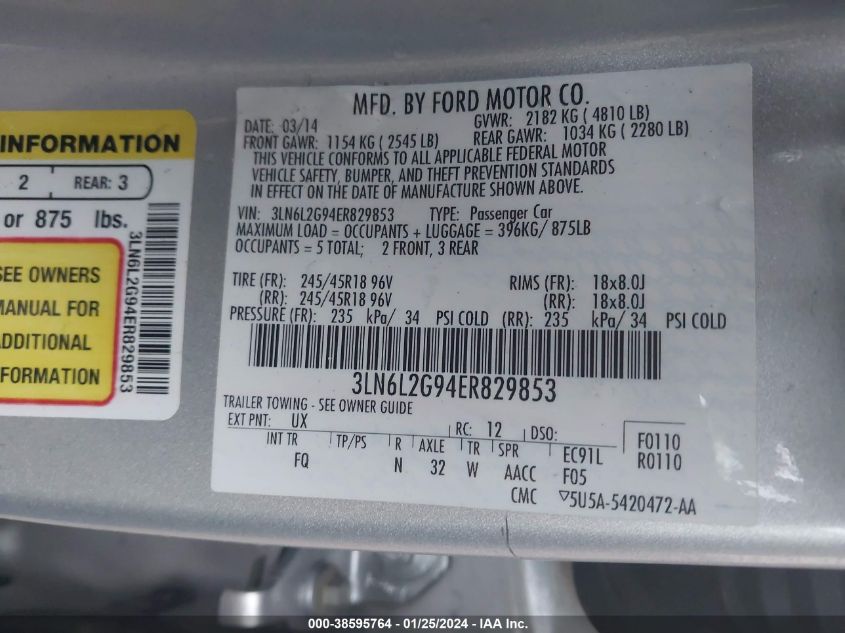 INFORMATION
2 REAR: 3
or 875 lbs.
SEE OWNERS
MANUAL FOR
ADDITIONAL
INFORMATION
3LN6L2G94ER829853
MFD. BY FORD MOTOR CO.
DATE: 03/14 GVWR: 2182 KG ( 4810 LB)
FRONT GAWR: 1154 KG ( 2545 LB) REAR GAWR: 1034 KG ( 2280 LB)
THIS VEHICLE CONFORMS TO ALL APPLICABLE FEDERAL MOTOR
VEHICLE SAFETY, BUMPER, AND THEFT PREVENTION STANDARDS
IN EFFECT ON THE DATE OF MANUFACTURE SHOWN ABOVE.
VIN: 3LN6L2G94ER829853 TYPE: Passenger Car
MAXIMUM LOAD = OCCUPANTS + LUGGAGE = 396KG/ 875LB
OCCUPANTS = 5 TOTAL; 2 FRONT, 3 REAR
TIRE (FR): 245/45R18 96V RIMS (FR): 18x8.0J
(RR): 245/45R18 96V (RR): 18x8.0J
PRESSURE (FR): 235 kPa/ 34 PSI COLD (RR): 235 kPa/ 34 PSI COLD
3LN6L2G94ER829853
TRAILER TOWING - SEE OWNER GUIDE
EXT PNT: UX RC: 12 DSO: F0110
INT TR TP/PS R AXLE TR SPR EC91L R0110
FQ N 32 W AACC F05
CMC ▽5U5A-5420472-AA
000-38595764 / 01/25/2024 / IAA Inc.